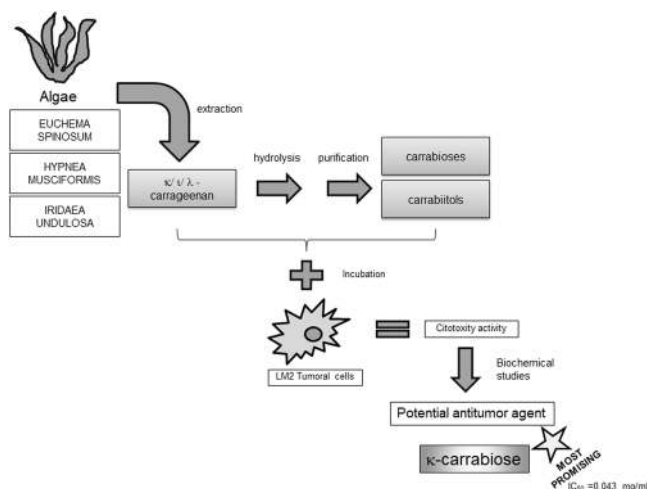 Algae
extraction
EUCHEMA
SPINOSUM
HYPNEA
MUSCIFORMIS
IRIDAEA
UNDULOSA
κ/ ι/ λ -
carrageenan
hydrolysis
purification
carrabioses
carrabiitols
Incubation
LM2 Tumoral cells
Citotoxity activity
Biochemical
studies
Potential antitumor agent
κ-carrabiose
MOST
PROMISING
IC₅₀ =0.043 mg/ml